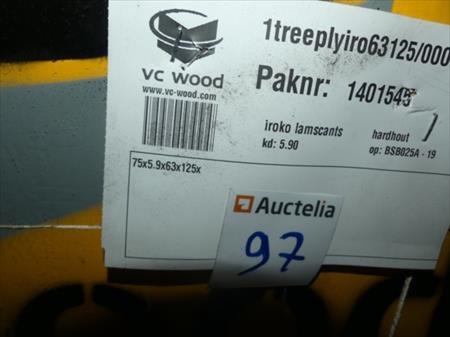 1treeplyiro63125/000
VC WOOD
www.vc-wood.com
Paknr: 1401545
iroko lamscants hardhout
kd: 5.90 op: BSB025A - 19
75x5.9x63x125x
Auctelia
97